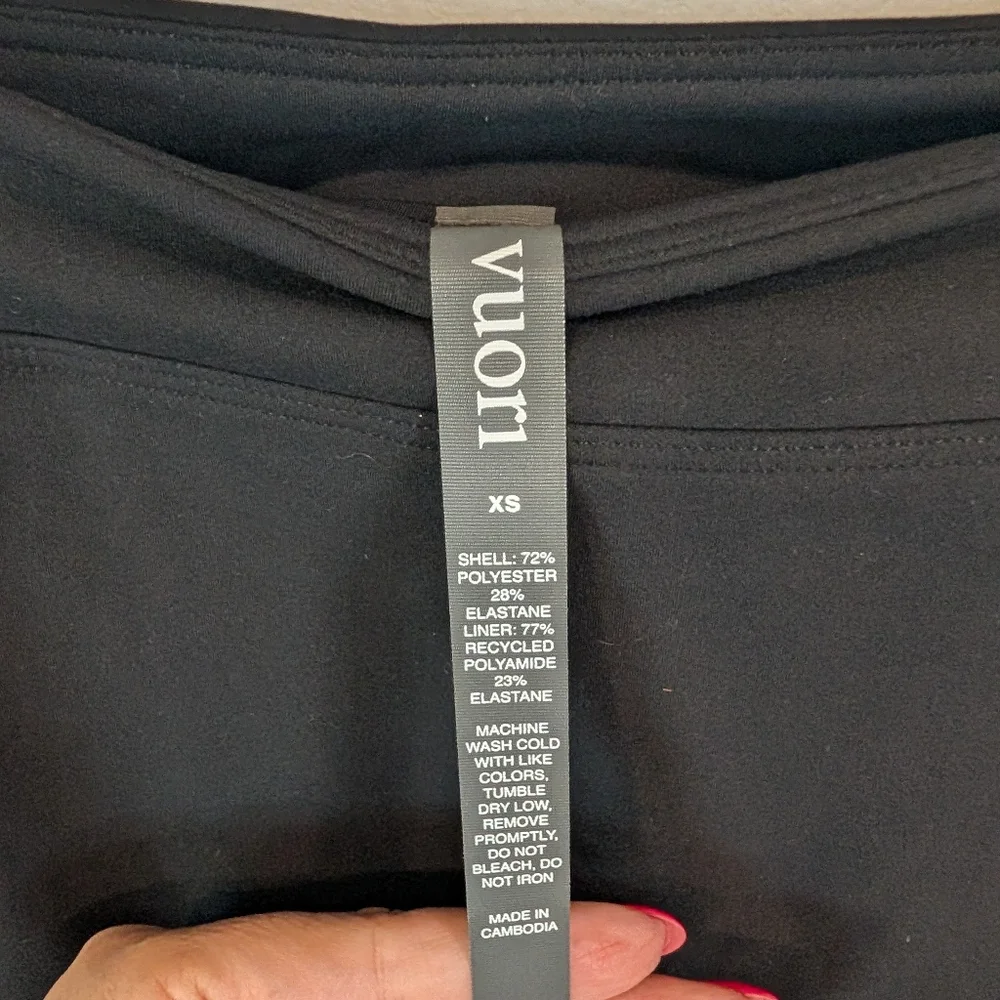 vuori
XS
SHELL: 72%
POLYESTER
28%
ELASTANE
LINER: 77%
RECYCLED
POLYAMIDE
23%
ELASTANE
MACHINE
WASH COLD
WITH LIKE
COLORS,
TUMBLE
DRY LOW,
REMOVE
PROMPTLY,
DO NOT
BLEACH, DO
NOT IRON
MADE IN
CAMBODIA